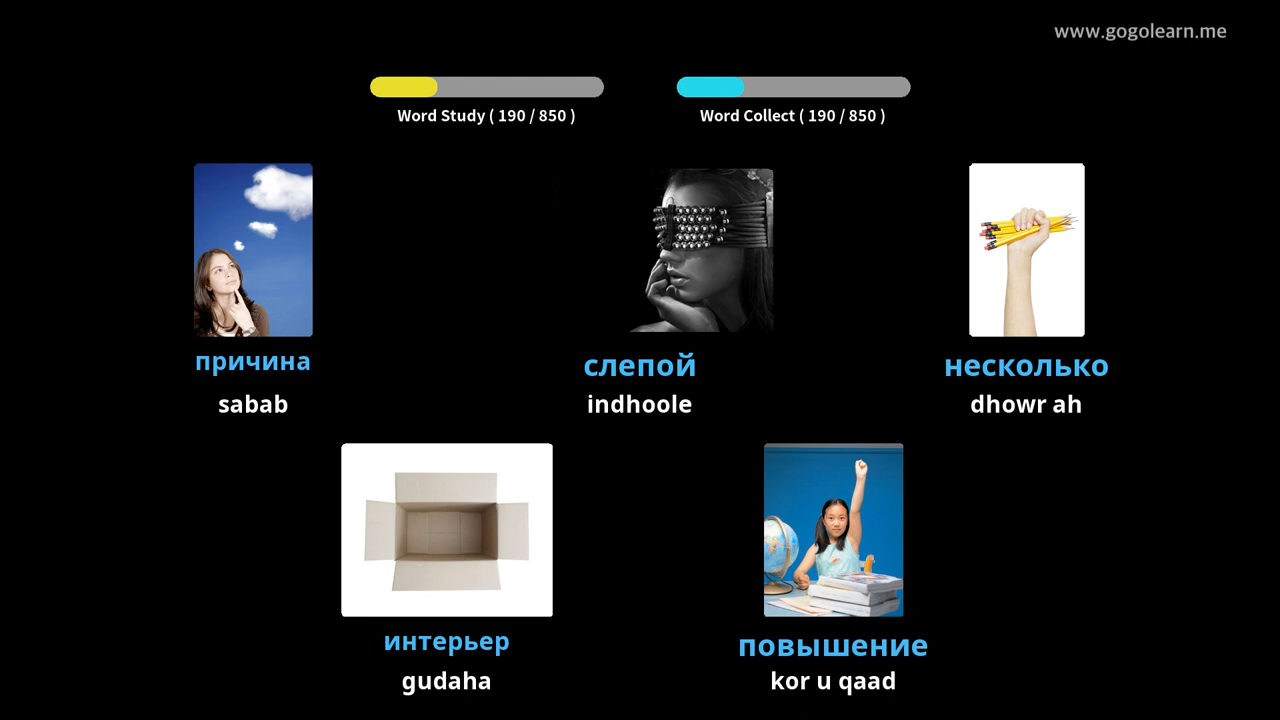 www.gogolearn.me
Word Study ( 190 / 850 )
Word Collect ( 190 / 850 )
причина
sabab
слепой
indhoole
несколько
dhowr ah
интерьер
gudaha
повышение
kor u qaad